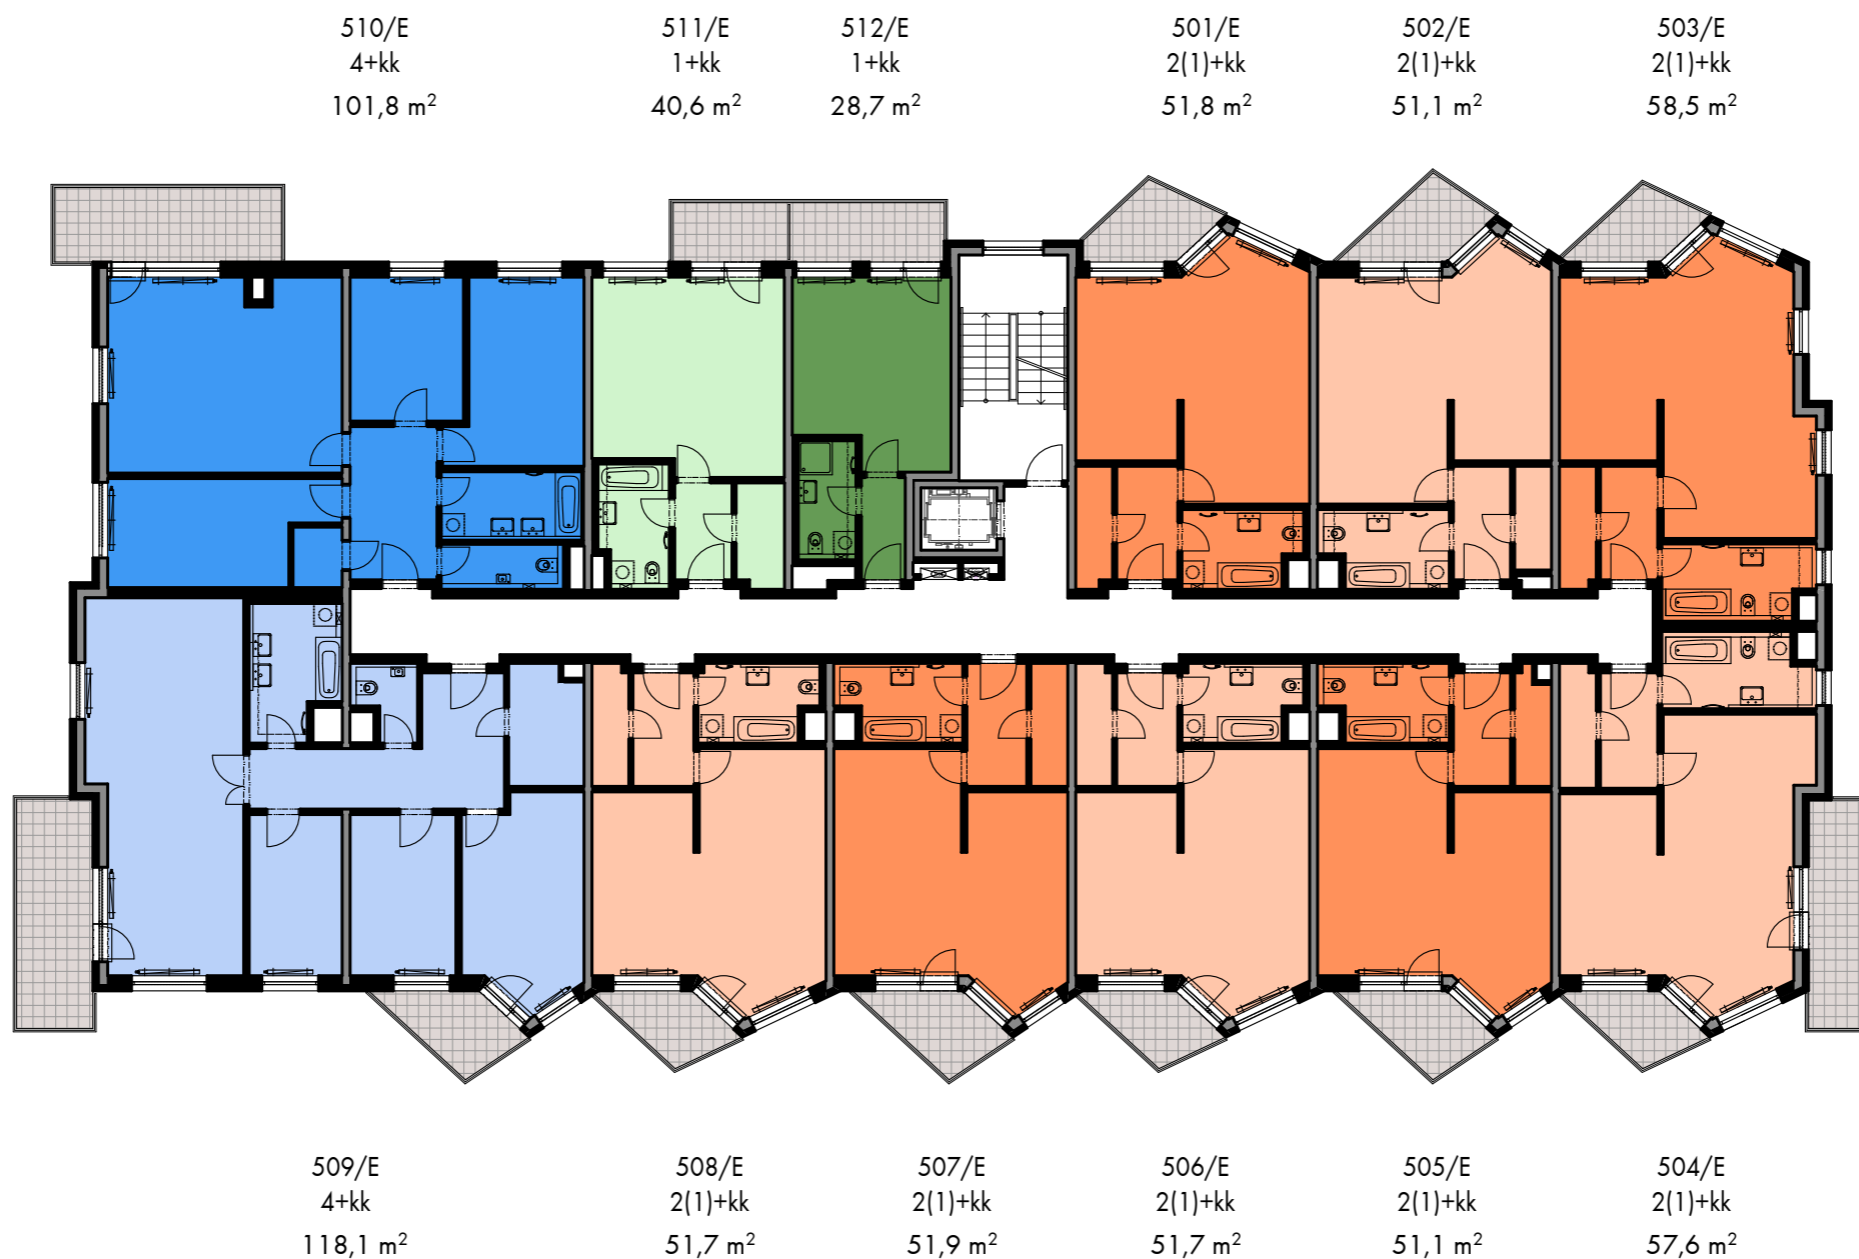 510/E
4+kk
101,8 m²
511/E
1+kk
40,6 m²
512/E
1+kk
28,7 m²
501/E
2(1)+kk
51,8 m²
502/E
2(1)+kk
51,1 m²
503/E
2(1)+kk
58,5 m²
509/E
4+kk
118,1 m²
508/E
2(1)+kk
51,7 m²
507/E
2(1)+kk
51,9 m²
506/E
2(1)+kk
51,7 m²
505/E
2(1)+kk
51,1 m²
504/E
2(1)+kk
57,6 m²